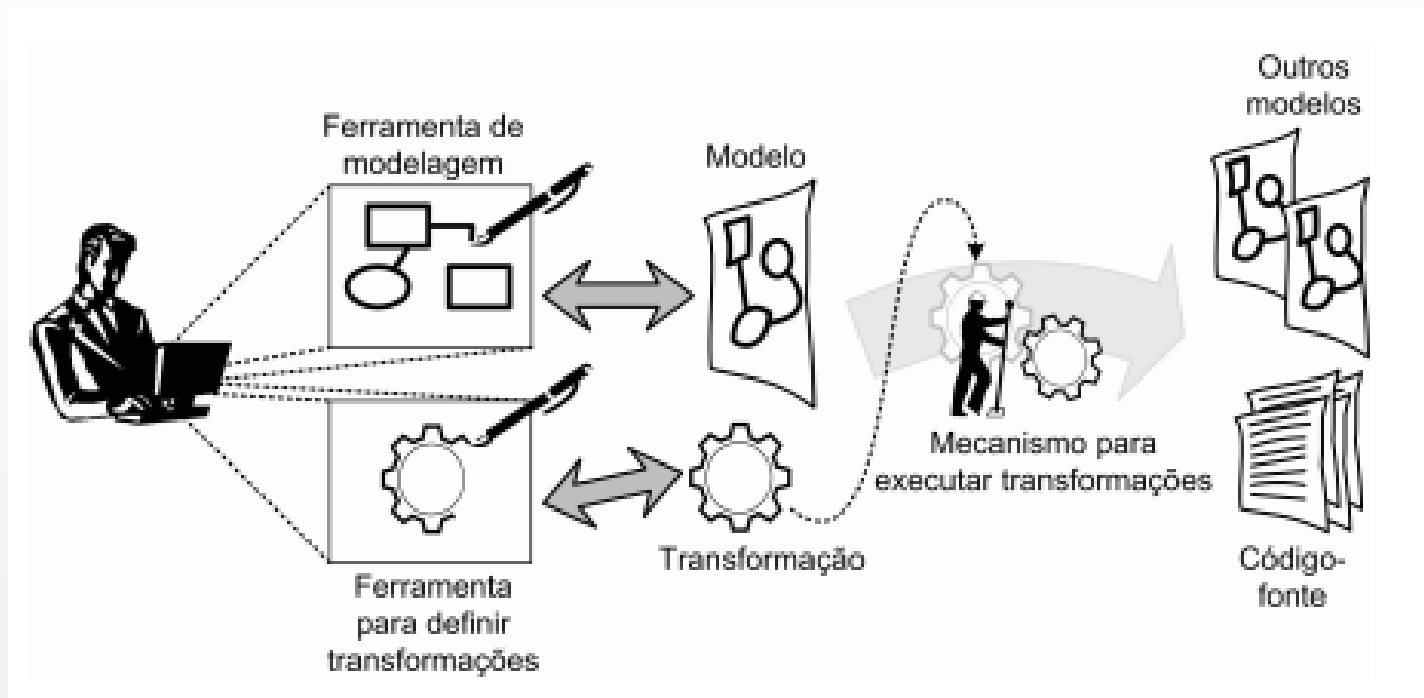 Ferramenta de
modelagem
Modelo
Outros
modelos
Mecanismo para
executar transformações
Transformação
Ferramenta
para definir
transformações
Código-
fonte